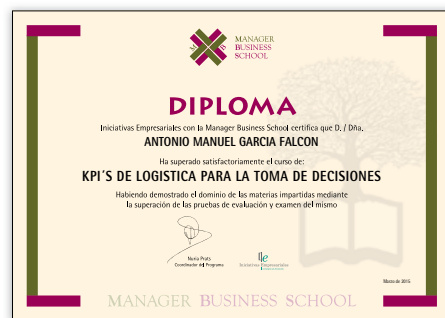 M B
MANAGER
BUSINESS
SCHOOL
DIPLOMA
Iniciativas Empresariales con la Manager Business School certifica que D. / Dña.
ANTONIO MANUEL GARCIA FALCON
Ha superado satisfactoriamente el curso de:
KPI´S DE LOGISTICA PARA LA TOMA DE DECISIONES
Habiendo demostrado el dominio de las materias impartidas mediante
la superación de las pruebas de evaluación y examen del mismo
Nuria Prats
Coordinador del Programa
Iniciativas Empresariales
Marzo de 2015
MANAGER BUSINESS SCHOOL